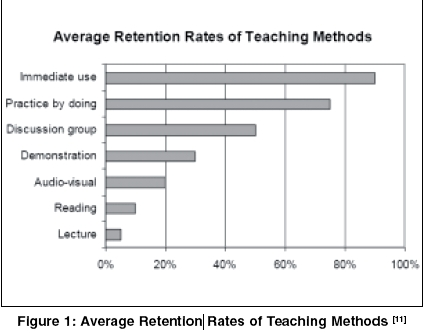 Average Retention Rates of Teaching Methods
Immediate use
Practice by doing
Discussion group
Demonstration
Audio-visual
Reading
Lecture
0% 20% 40% 60% 80% 100%
Figure 1: Average Retention Rates of Teaching Methods [11]